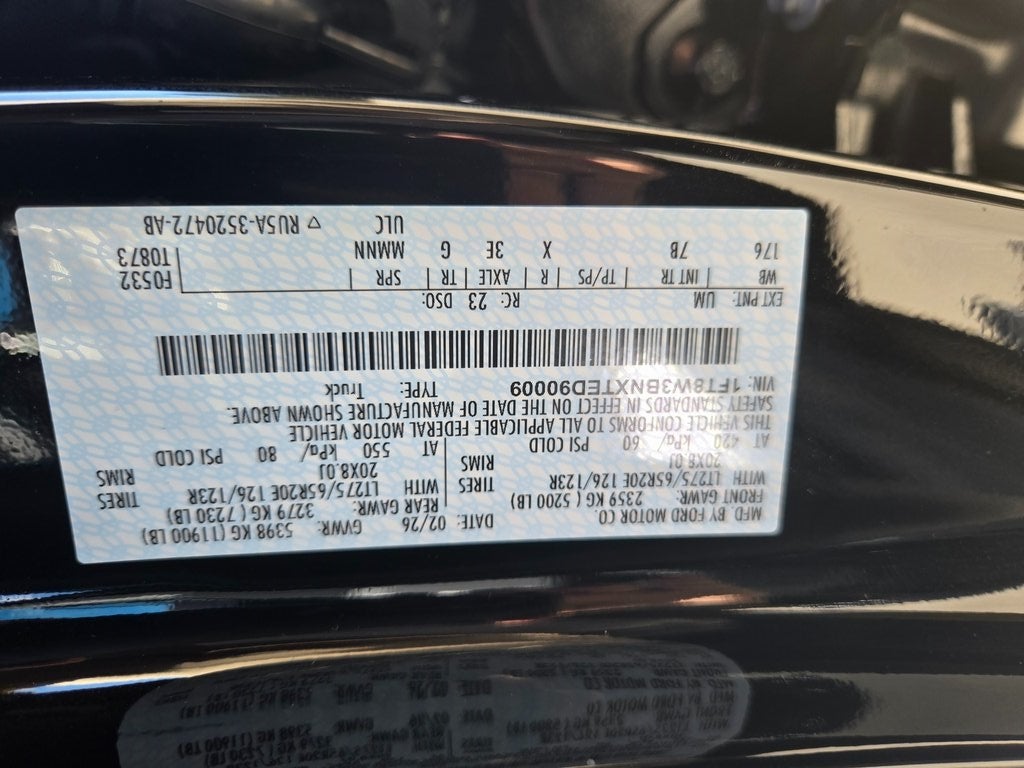 MFD. BY FORD MOTOR CO.
DATE: 02/26 GVWR: 5398 KG (11900 LB)
FRONT GAWR: 2359 KG ( 5200 LB) REAR GAWR: 3279 KG ( 7230 LB)
WITH LT275/65R20E 126/123R TIRES WITH LT275/65R20E 126/123R TIRES
20X8.0J RIMS 20X8.0J RIMS
AT 420 kPa/ 60 PSI COLD AT 550 kPa/ 80 PSI COLD
THIS VEHICLE CONFORMS TO ALL APPLICABLE FEDERAL MOTOR VEHICLE
SAFETY STANDARDS IN EFFECT ON THE DATE OF MANUFACTURE SHOWN ABOVE.
VIN: 1FT8W3BNXTED90009 TYPE: Truck
EXT PNT: UM RC: 23 DSO:
WB INT TR TP/PS R AXLE TR SPR F0532
176 7B X 3E G MMNN T0873
ULC ▽ RU5A-3520472-AB